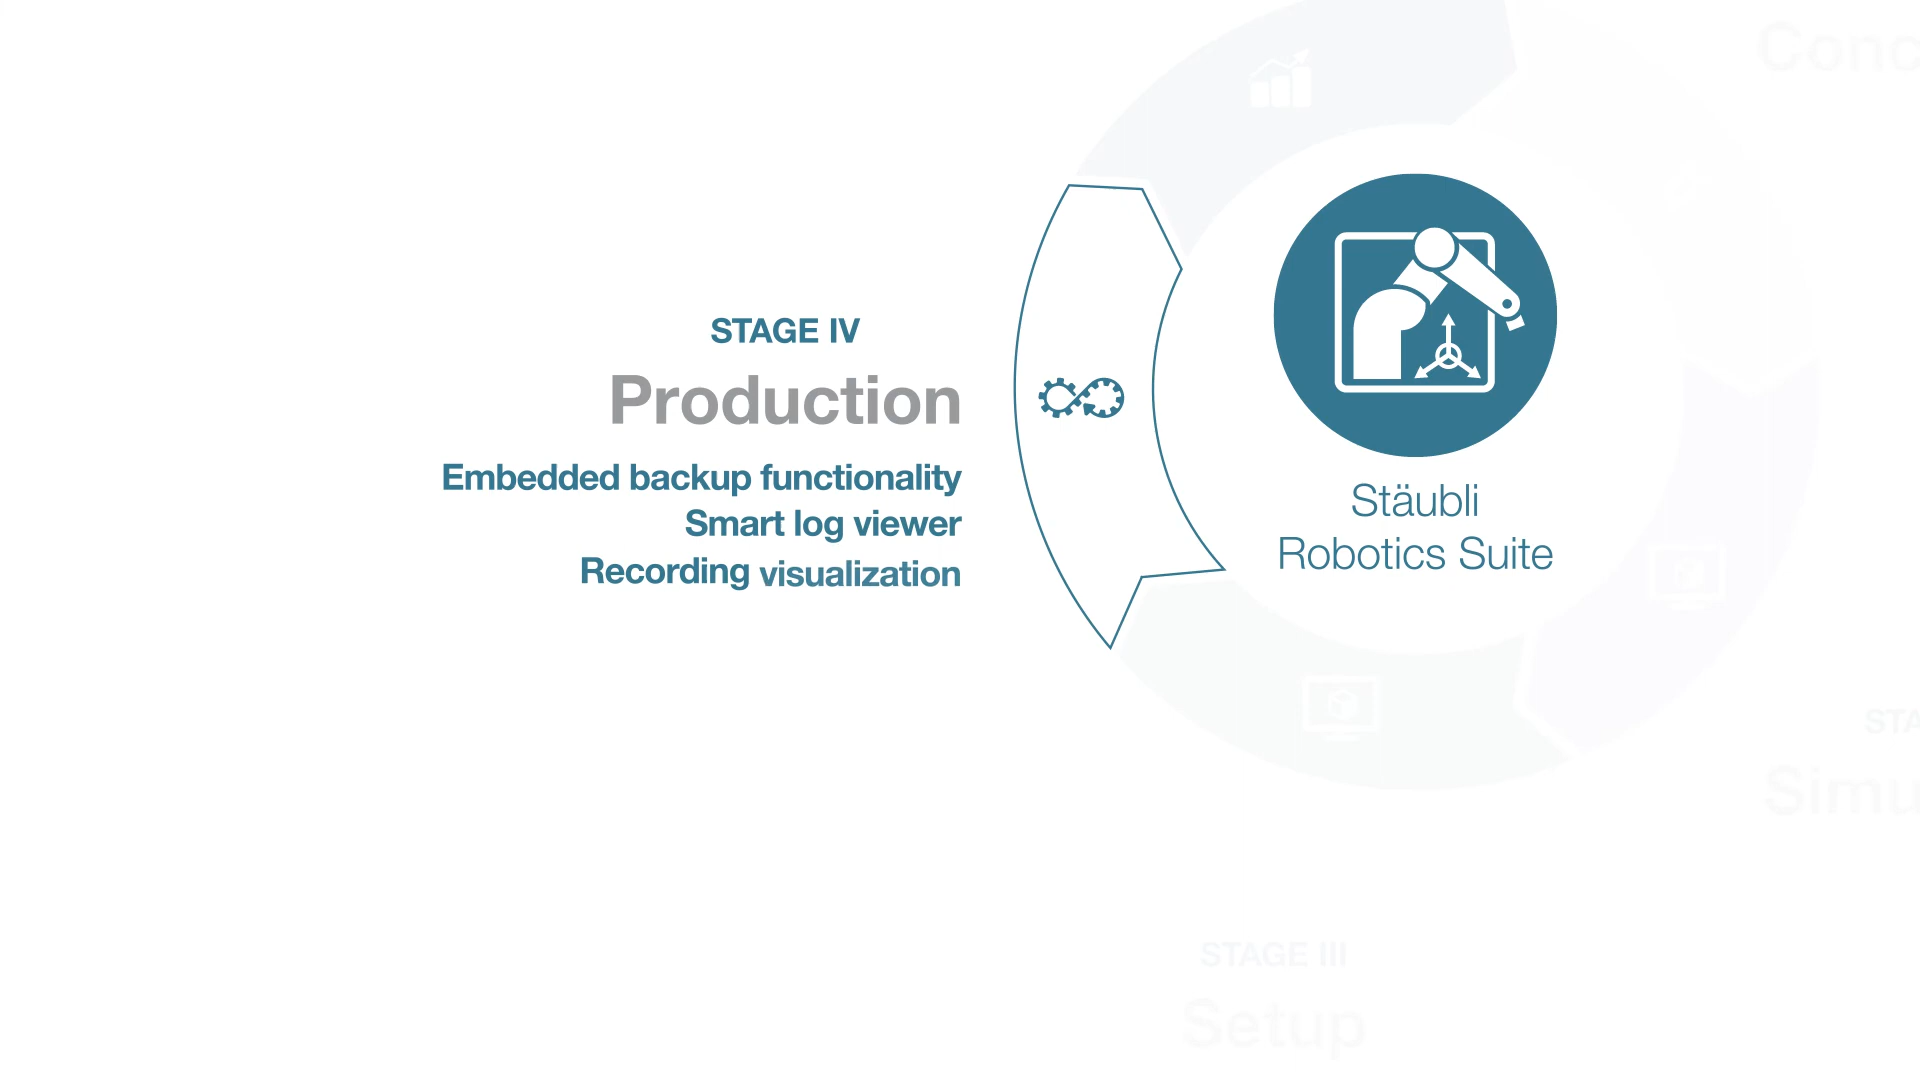 STAGE IV
Production
Embedded backup functionality
Smart log viewer
Recording visualization
Stäubli
Robotics Suite
STAGE III
Setup